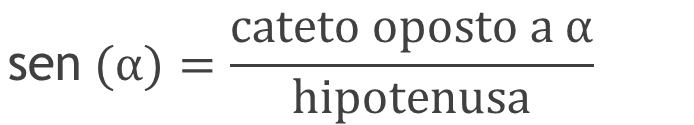 sen (α) = cateto oposto a α
hipotenusa